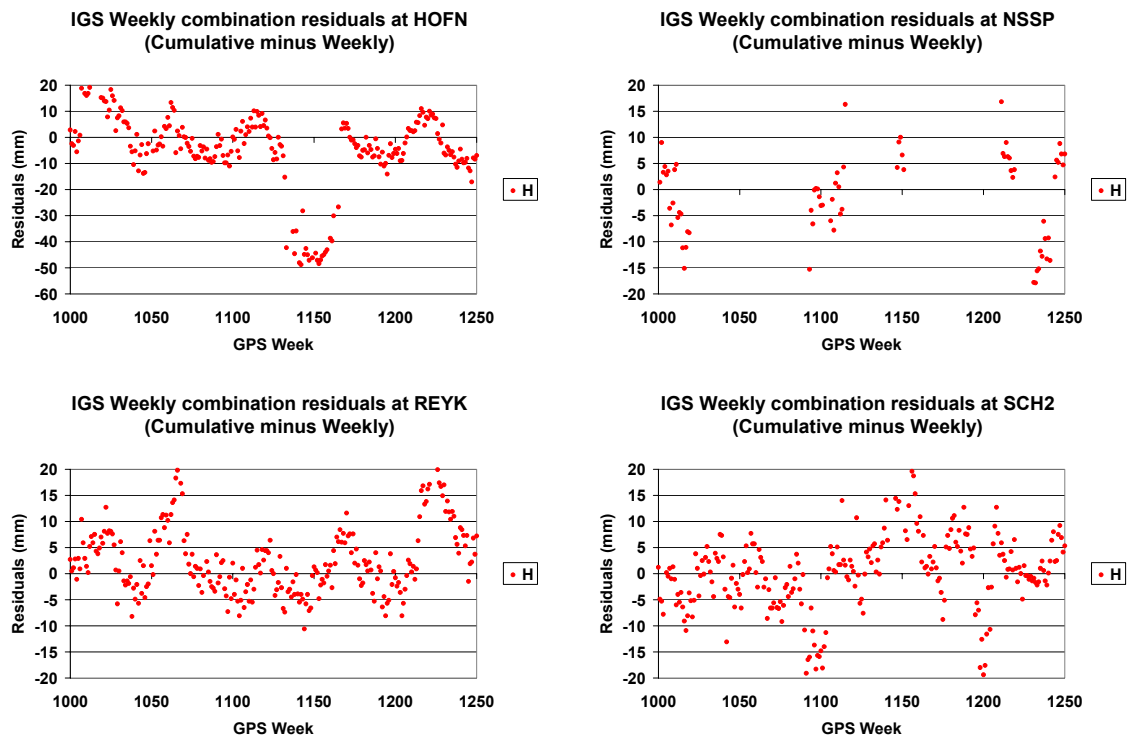 IGS Weekly combination residuals at HOFN
(Cumulative minus Weekly)
20
10
0
-10
-20
-30
-40
-50
-60
Residuals (mm)
1000 1050 1100 1150 1200 1250
GPS Week
H
IGS Weekly combination residuals at NSSP
(Cumulative minus Weekly)
20
15
10
5
0
-5
-10
-15
-20
Residuals (mm)
1000 1050 1100 1150 1200 1250
GPS Week
H
IGS Weekly combination residuals at REYK
(Cumulative minus Weekly)
20
15
10
5
0
-5
-10
-15
-20
Residuals (mm)
1000 1050 1100 1150 1200 1250
GPS Week
H
IGS Weekly combination residuals at SCH2
(Cumulative minus Weekly)
20
15
10
5
0
-5
-10
-15
-20
Residuals (mm)
1000 1050 1100 1150 1200 1250
GPS Week
H